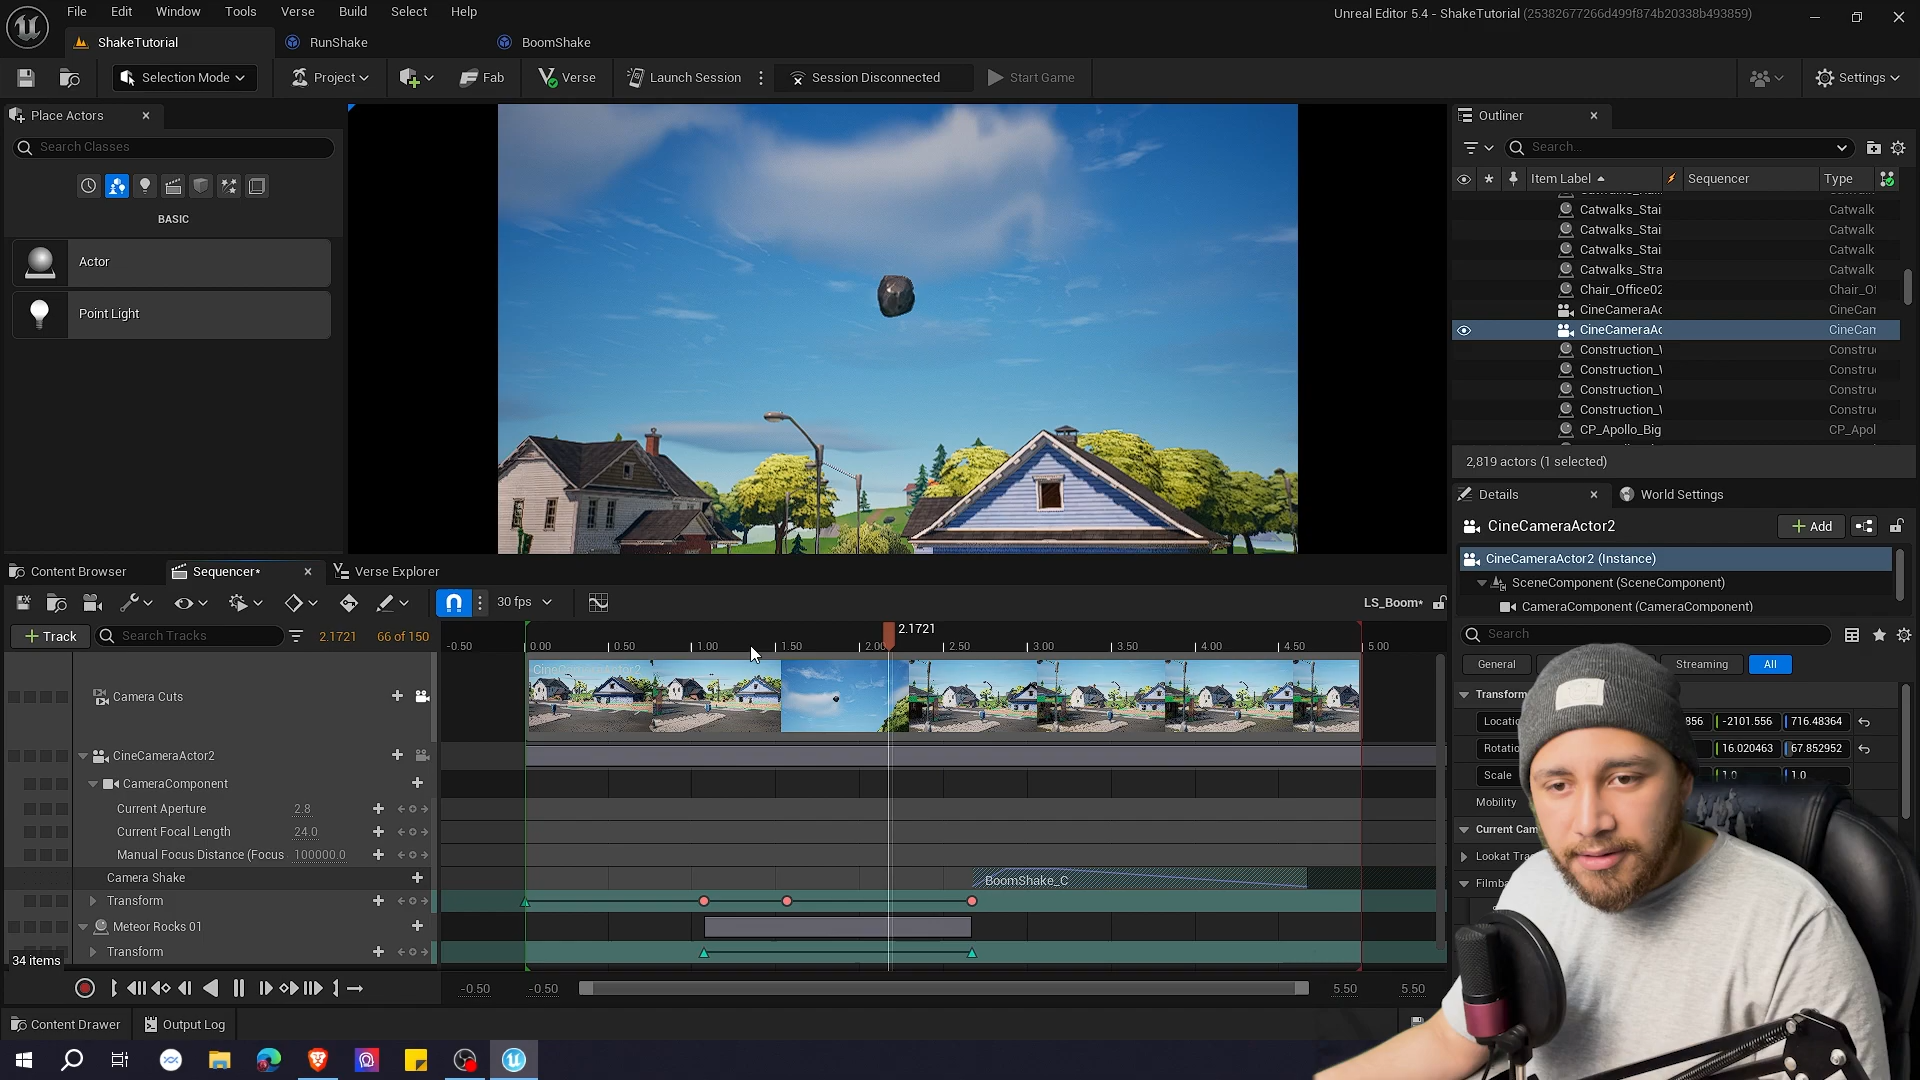 File Edit Window Tools Verse Build Select Help
Unreal Editor 5.4 - ShakeTutorial (25382677266d499f874b20338b493859)
ShakeTutorial
RunShake
BoomShake
Selection Mode
Project
Fab
Verse
Launch Session
Session Disconnected
Start Game
Settings
Place Actors
Search Classes
BASIC
Actor
Point Light
Outliner
Search...
Item Label
Sequencer
Type
Catwalks_Stai
Catwalk
Catwalks_Stai
Catwalk
Catwalks_Stai
Catwalk
Catwalks_Stra
Catwalk
Chair_Office02
Chair_O
CineCameraAc
CineCam
CineCameraAc
CineCam
Construction_
Constru
Construction_
Constru
Construction_
Constru
Construction_
Constru
CP_Apollo_Big
CP_Apol
2,819 actors (1 selected)
Details
World Settings
CineCameraActor2
Add
CineCameraActor2 (Instance)
SceneComponent (SceneComponent)
CameraComponent (CameraComponent)
Search
General
Streaming
All
Transform
Locatio
856
-2101.556
716.48364
Rotatio
16.020463
67.852952
Scale
1.0
1.0
Mobility
Current Cam
Lookat Tra
Filmba
Content Browser
Sequencer*
Verse Explorer
30 fps
LS_Boom*
Track
Search Tracks
2.1721
66 of 150
2.1721
-0.50
0.00
0.50
1.00
1.50
2.00
2.50
3.00
3.50
4.00
4.50
5.00
CineCameraActor2
Camera Cuts
CineCameraActor2
CameraComponent
Current Aperture
2.8
Current Focal Length
24.0
Manual Focus Distance (Focus
100000.0
Camera Shake
BoomShake_C
Transform
Meteor Rocks 01
Transform
34 items
-0.50
-0.50
5.50
5.50
Content Drawer
Output Log